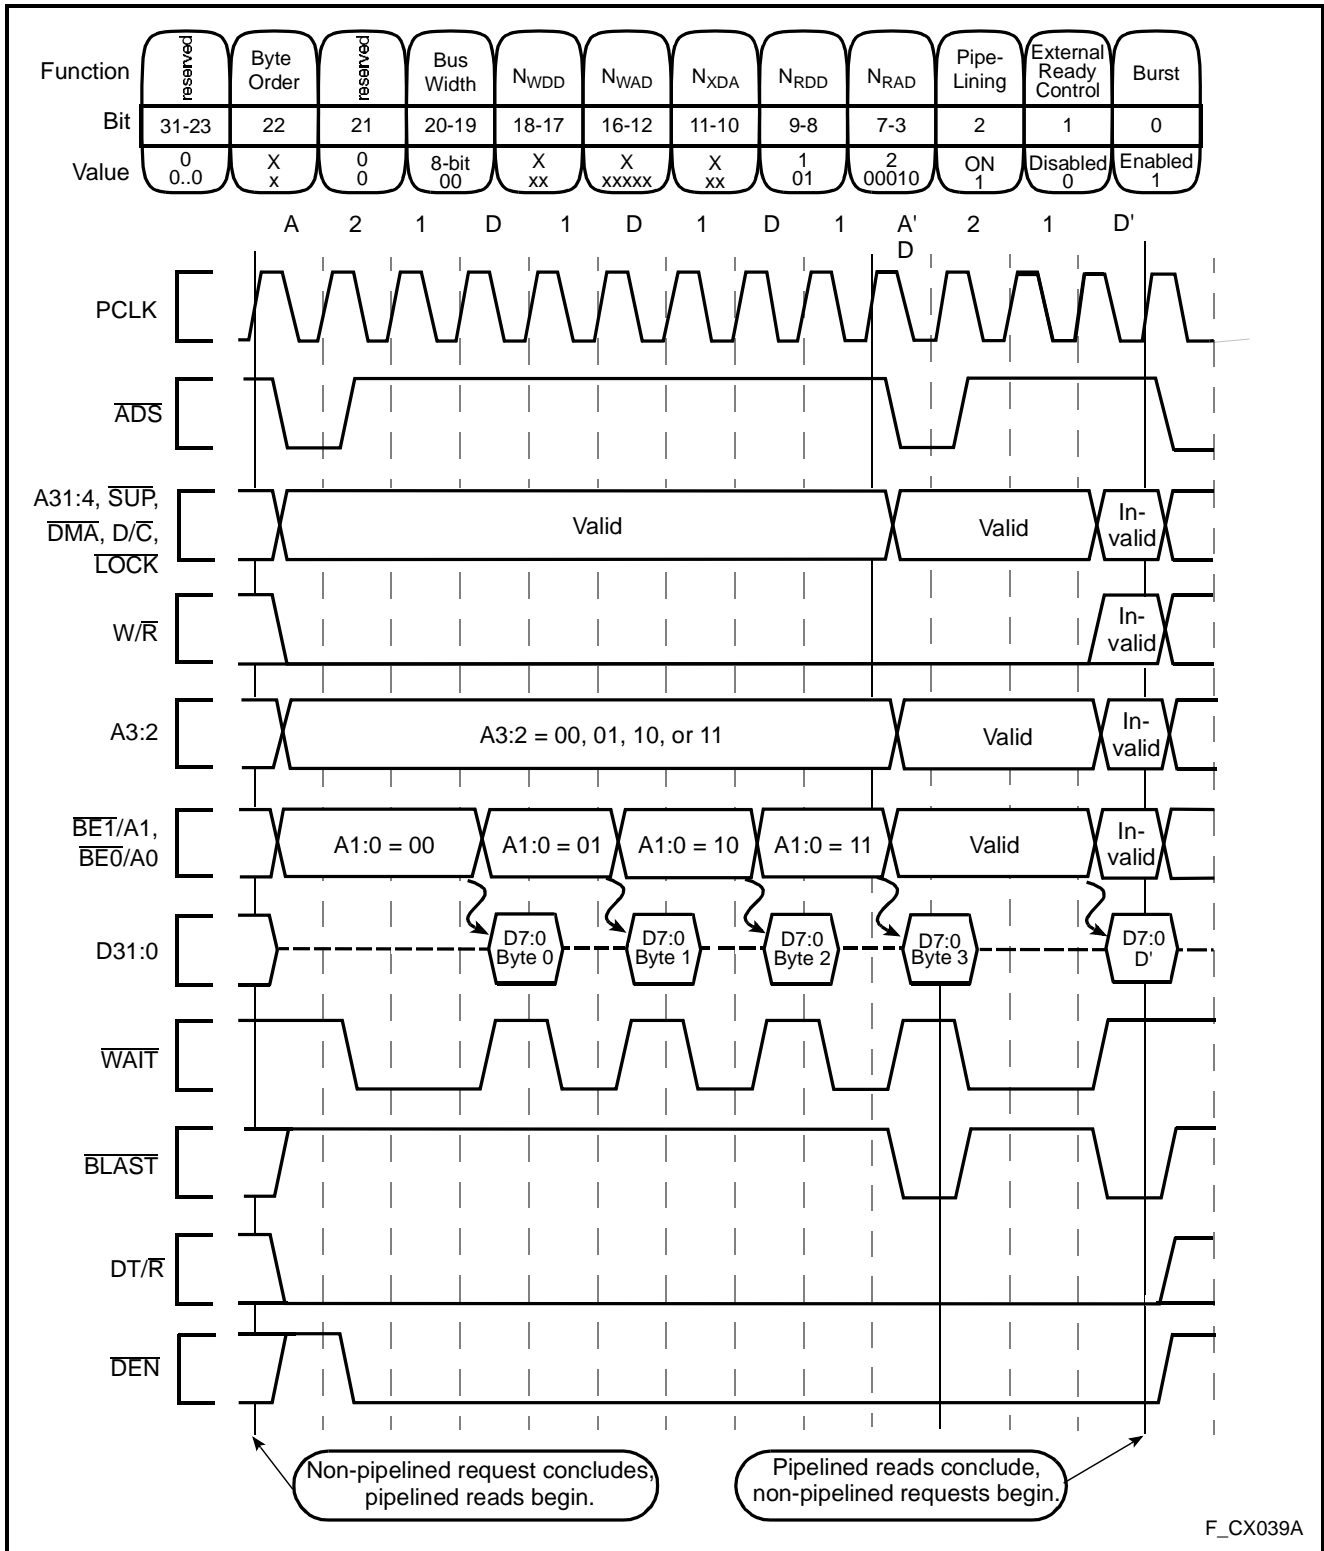 Function
reserved
Byte
Order
reserved
Bus
Width
NWDD
NWAD
NXDA
NRDD
NRAD
Pipe-
Lining
External
Ready
Control
Burst
Bit
31-23
22
21
20-19
18-17
16-12
11-10
9-8
7-3
2
1
0
Value
0
0..0
X
x
0
0
8-bit
00
X
xx
X
xxxxx
X
xx
1
01
2
00010
ON
1
Disabled
0
Enabled
1
A 2 1 D 1 D 1 D 1 A' 2 1 D'
D
PCLK
ADS
A31:4, SUP,
DMA, D/C,
LOCK
Valid
Valid
In-
valid
W/R
In-
valid
A3:2
A3:2 = 00, 01, 10, or 11
Valid
In-
valid
BE1/A1,
BE0/A0
A1:0 = 00
A1:0 = 01
A1:0 = 10
A1:0 = 11
Valid
In-
valid
D31:0
D7:0
Byte 0
D7:0
Byte 1
D7:0
Byte 2
D7:0
Byte 3
D7:0
D'
WAIT
BLAST
DT/R
DEN
Non-pipelined request concludes,
pipelined reads begin.
Pipelined reads conclude,
non-pipelined requests begin.
F_CX039A